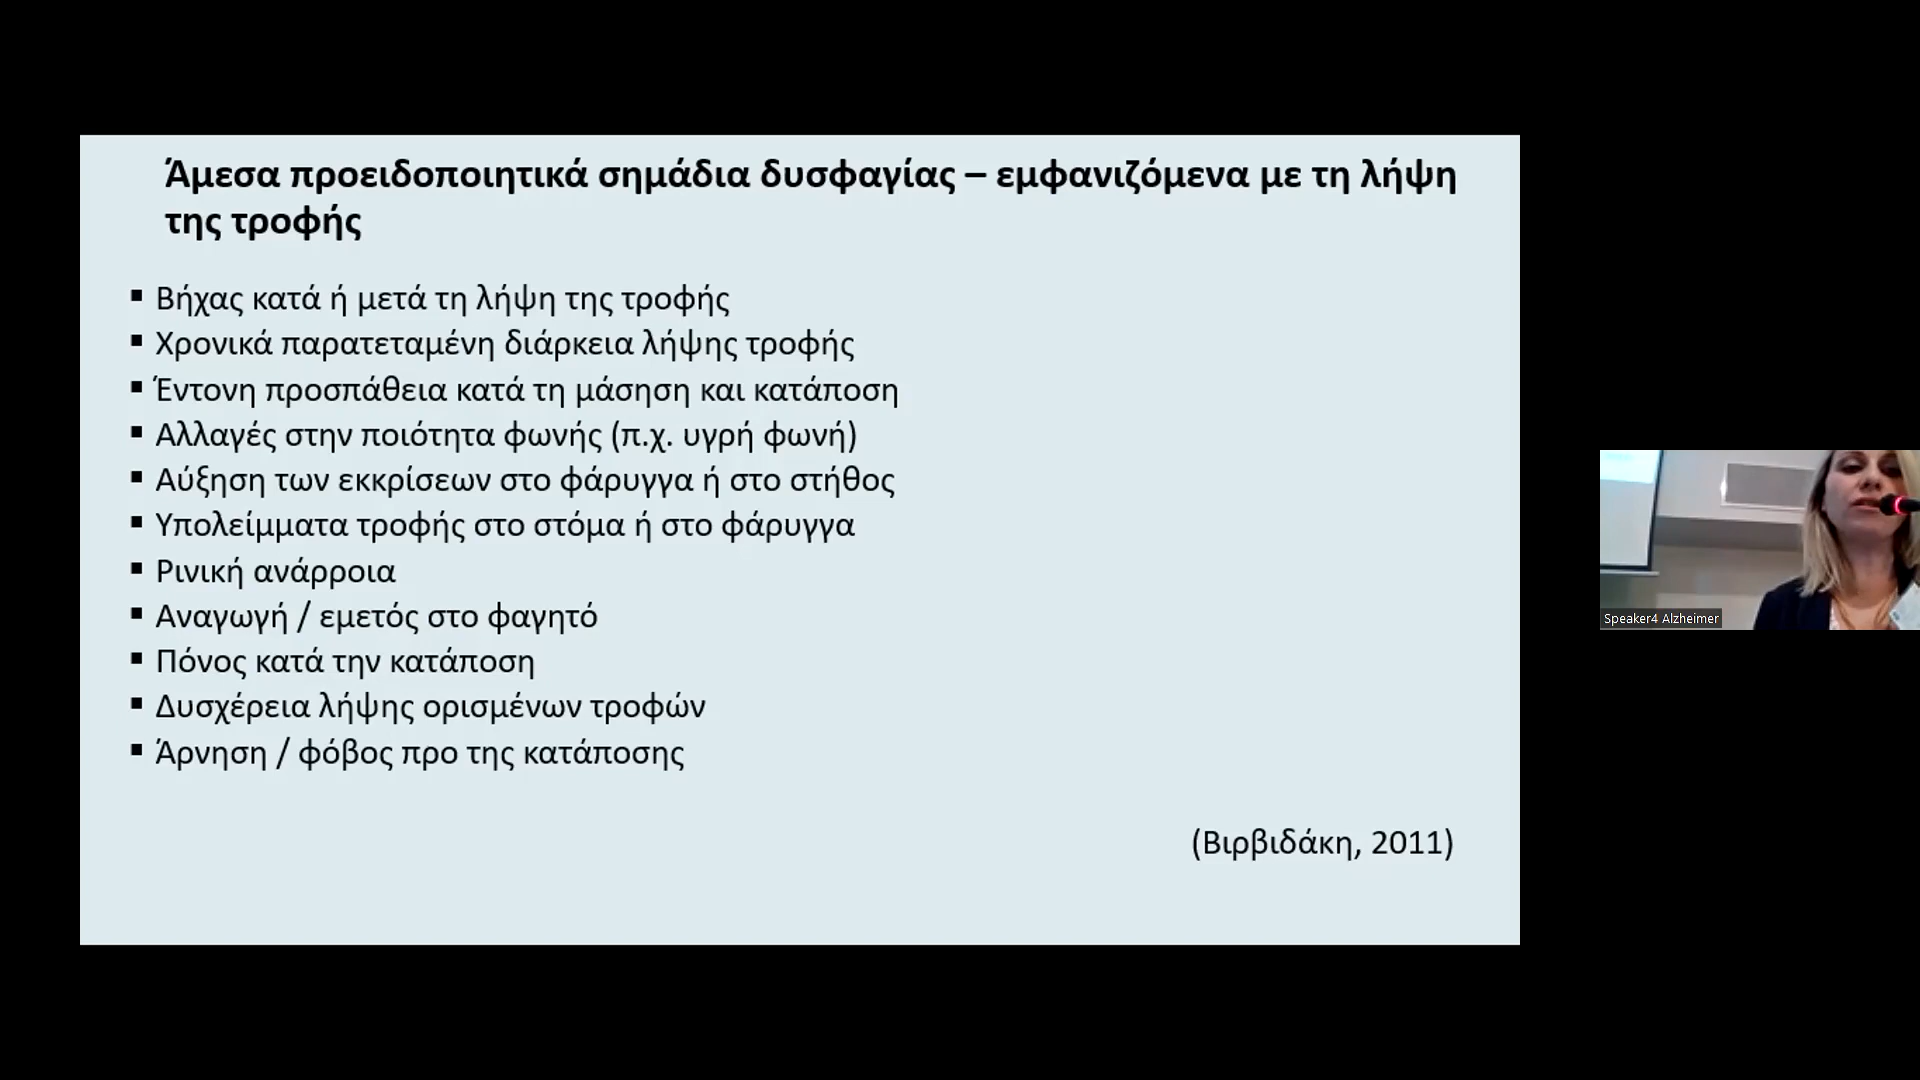 Άμεσα προειδοποιητικά σημάδια δυσφαγίας – εμφανιζόμενα με τη λήψη
της τροφής
▪ Βήχας κατά ή μετά τη λήψη της τροφής
▪ Χρονικά παρατεταμένη διάρκεια λήψης τροφής
▪ Έντονη προσπάθεια κατά τη μάσηση και κατάποση
▪ Αλλαγές στην ποιότητα φωνής (π.χ. υγρή φωνή)
▪ Αύξηση των εκκρίσεων στο φάρυγγα ή στο στήθος
▪ Υπολείμματα τροφής στο στόμα ή στο φάρυγγα
▪ Ρινική ανάρροια
▪ Αναγωγή / εμετός στο φαγητό
▪ Πόνος κατά την κατάποση
▪ Δυσχέρεια λήψης ορισμένων τροφών
▪ Άρνηση / φόβος προ της κατάποσης
(Βιρβιδάκη, 2011)
Speaker4 Alzheimer